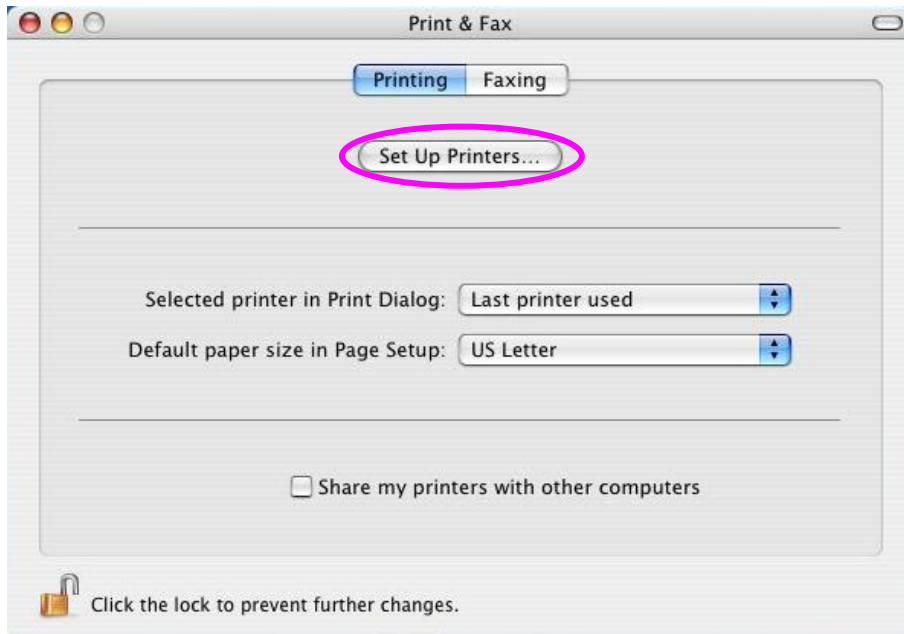 Print & Fax
Printing Faxing
Set Up Printers...
Selected printer in Print Dialog: Last printer used
Default paper size in Page Setup: US Letter
Share my printers with other computers
Click the lock to prevent further changes.